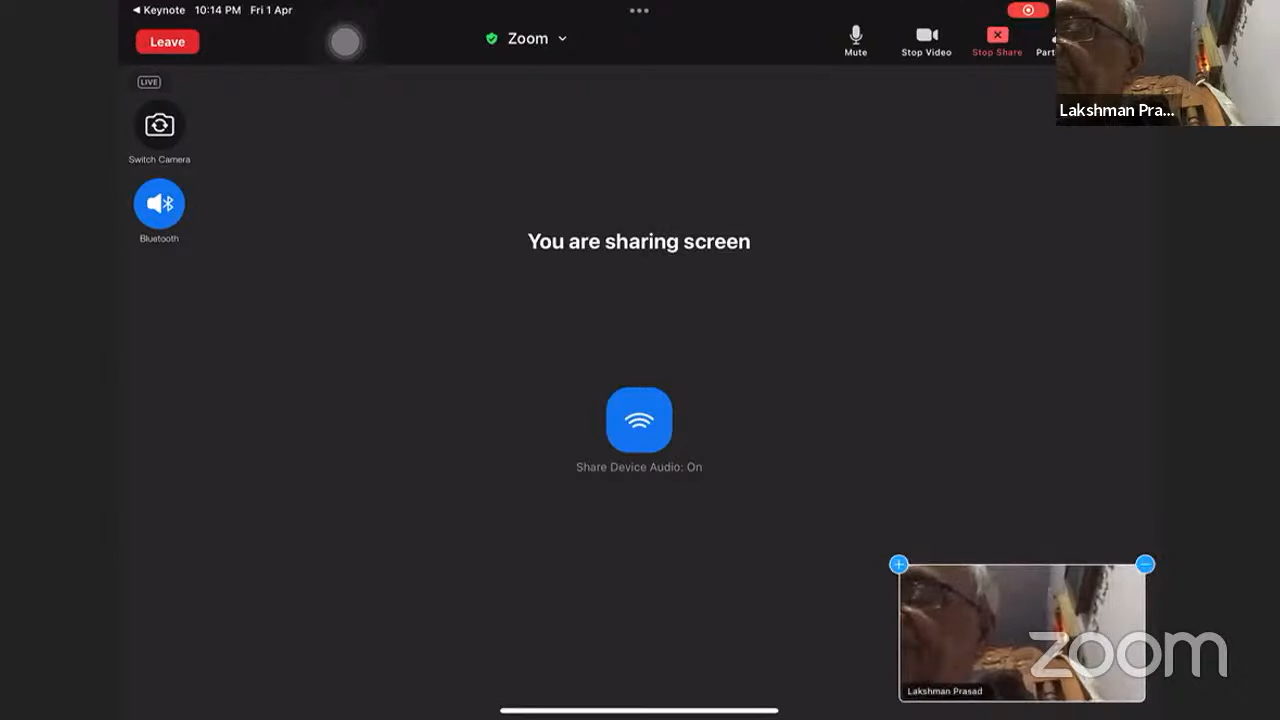 Keynote 10:14 PM Fri 1 Apr
Leave
Zoom
Mute
Stop Video
Stop Share
Part
Lakshman Pra...
LIVE
Switch Camera
Bluetooth
You are sharing screen
Share Device Audio: On
Lakshman Prasad
zoom